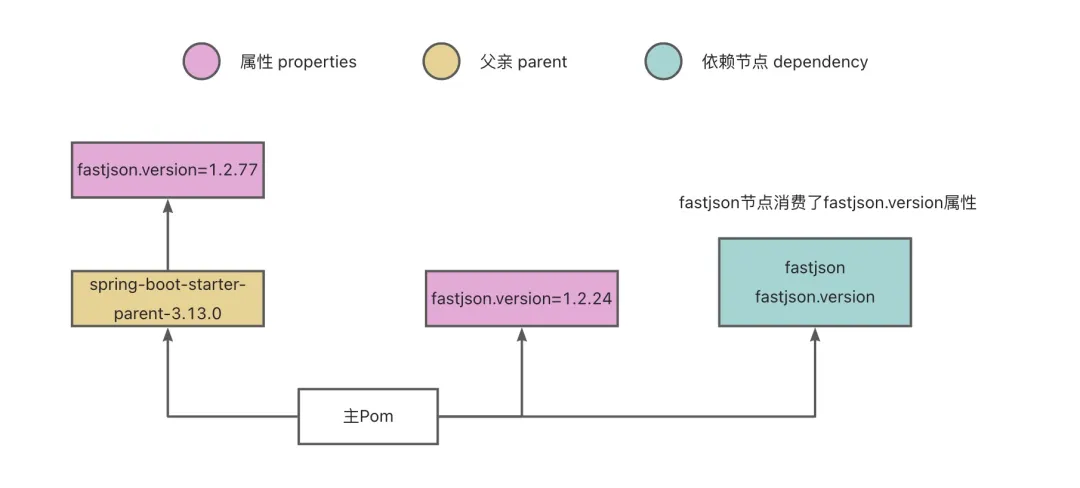 属性 properties
父亲 parent
依赖节点 dependency
fastjson.version=1.2.77
fastjson节点消费了fastjson.version属性
spring-boot-starter-
parent-3.13.0
fastjson.version=1.2.24
fastjson
fastjson.version
主Pom